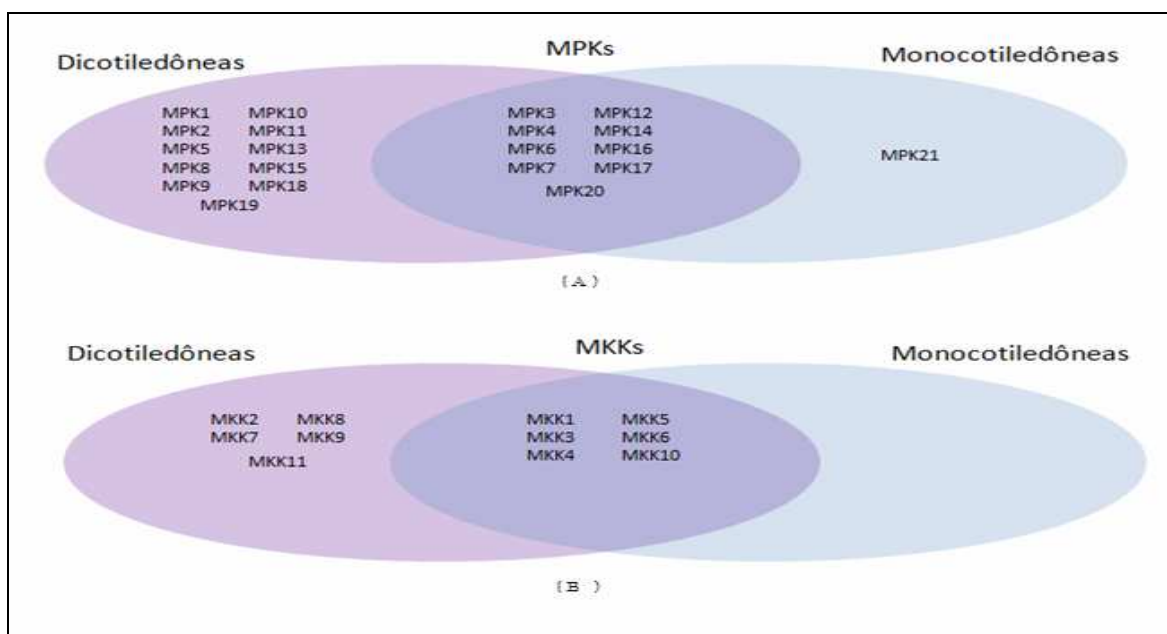 MPKs
Dicotiledôneas
Monocotiledôneas
MPK1 MPK10
MPK2 MPK11
MPK5 MPK13
MPK8 MPK15
MPK9 MPK18
MPK19
MPK3 MPK12
MPK4 MPK14
MPK6 MPK16
MPK7 MPK17
MPK20
MPK21
(A)
MKKs
Dicotiledôneas
Monocotiledôneas
MKK2 MKK8
MKK7 MKK9
MKK11
MKK1 MKK5
MKK3 MKK6
MKK4 MKK10
(B )